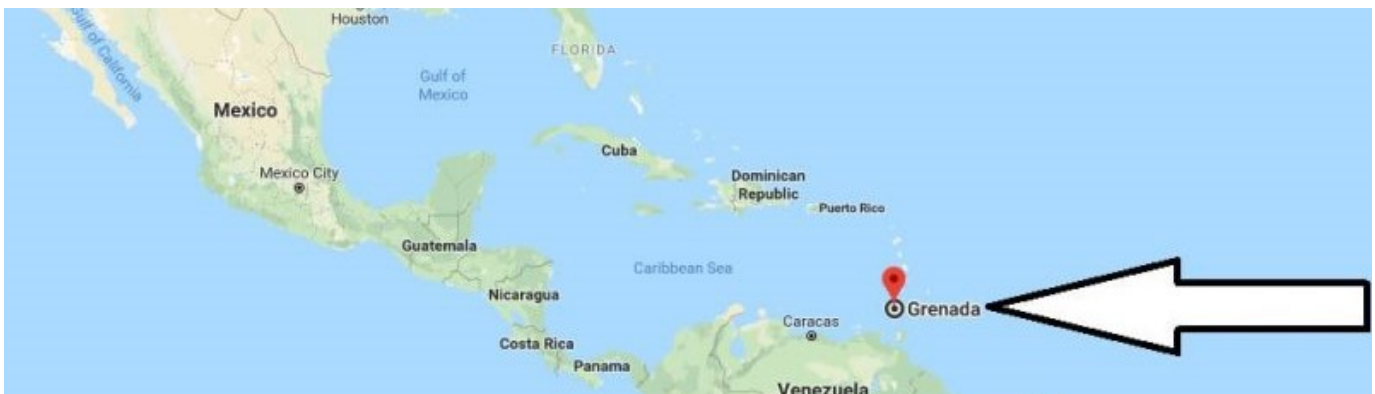 Houston
FLORIDA
Gulf of California
Gulf of
Mexico
Mexico
Cuba
Mexico City
Dominican
Republic
Puerto Rico
Guatemala
Caribbean Sea
Nicaragua
Grenada
Caracas
Costa Rica
Panama
Venezuela